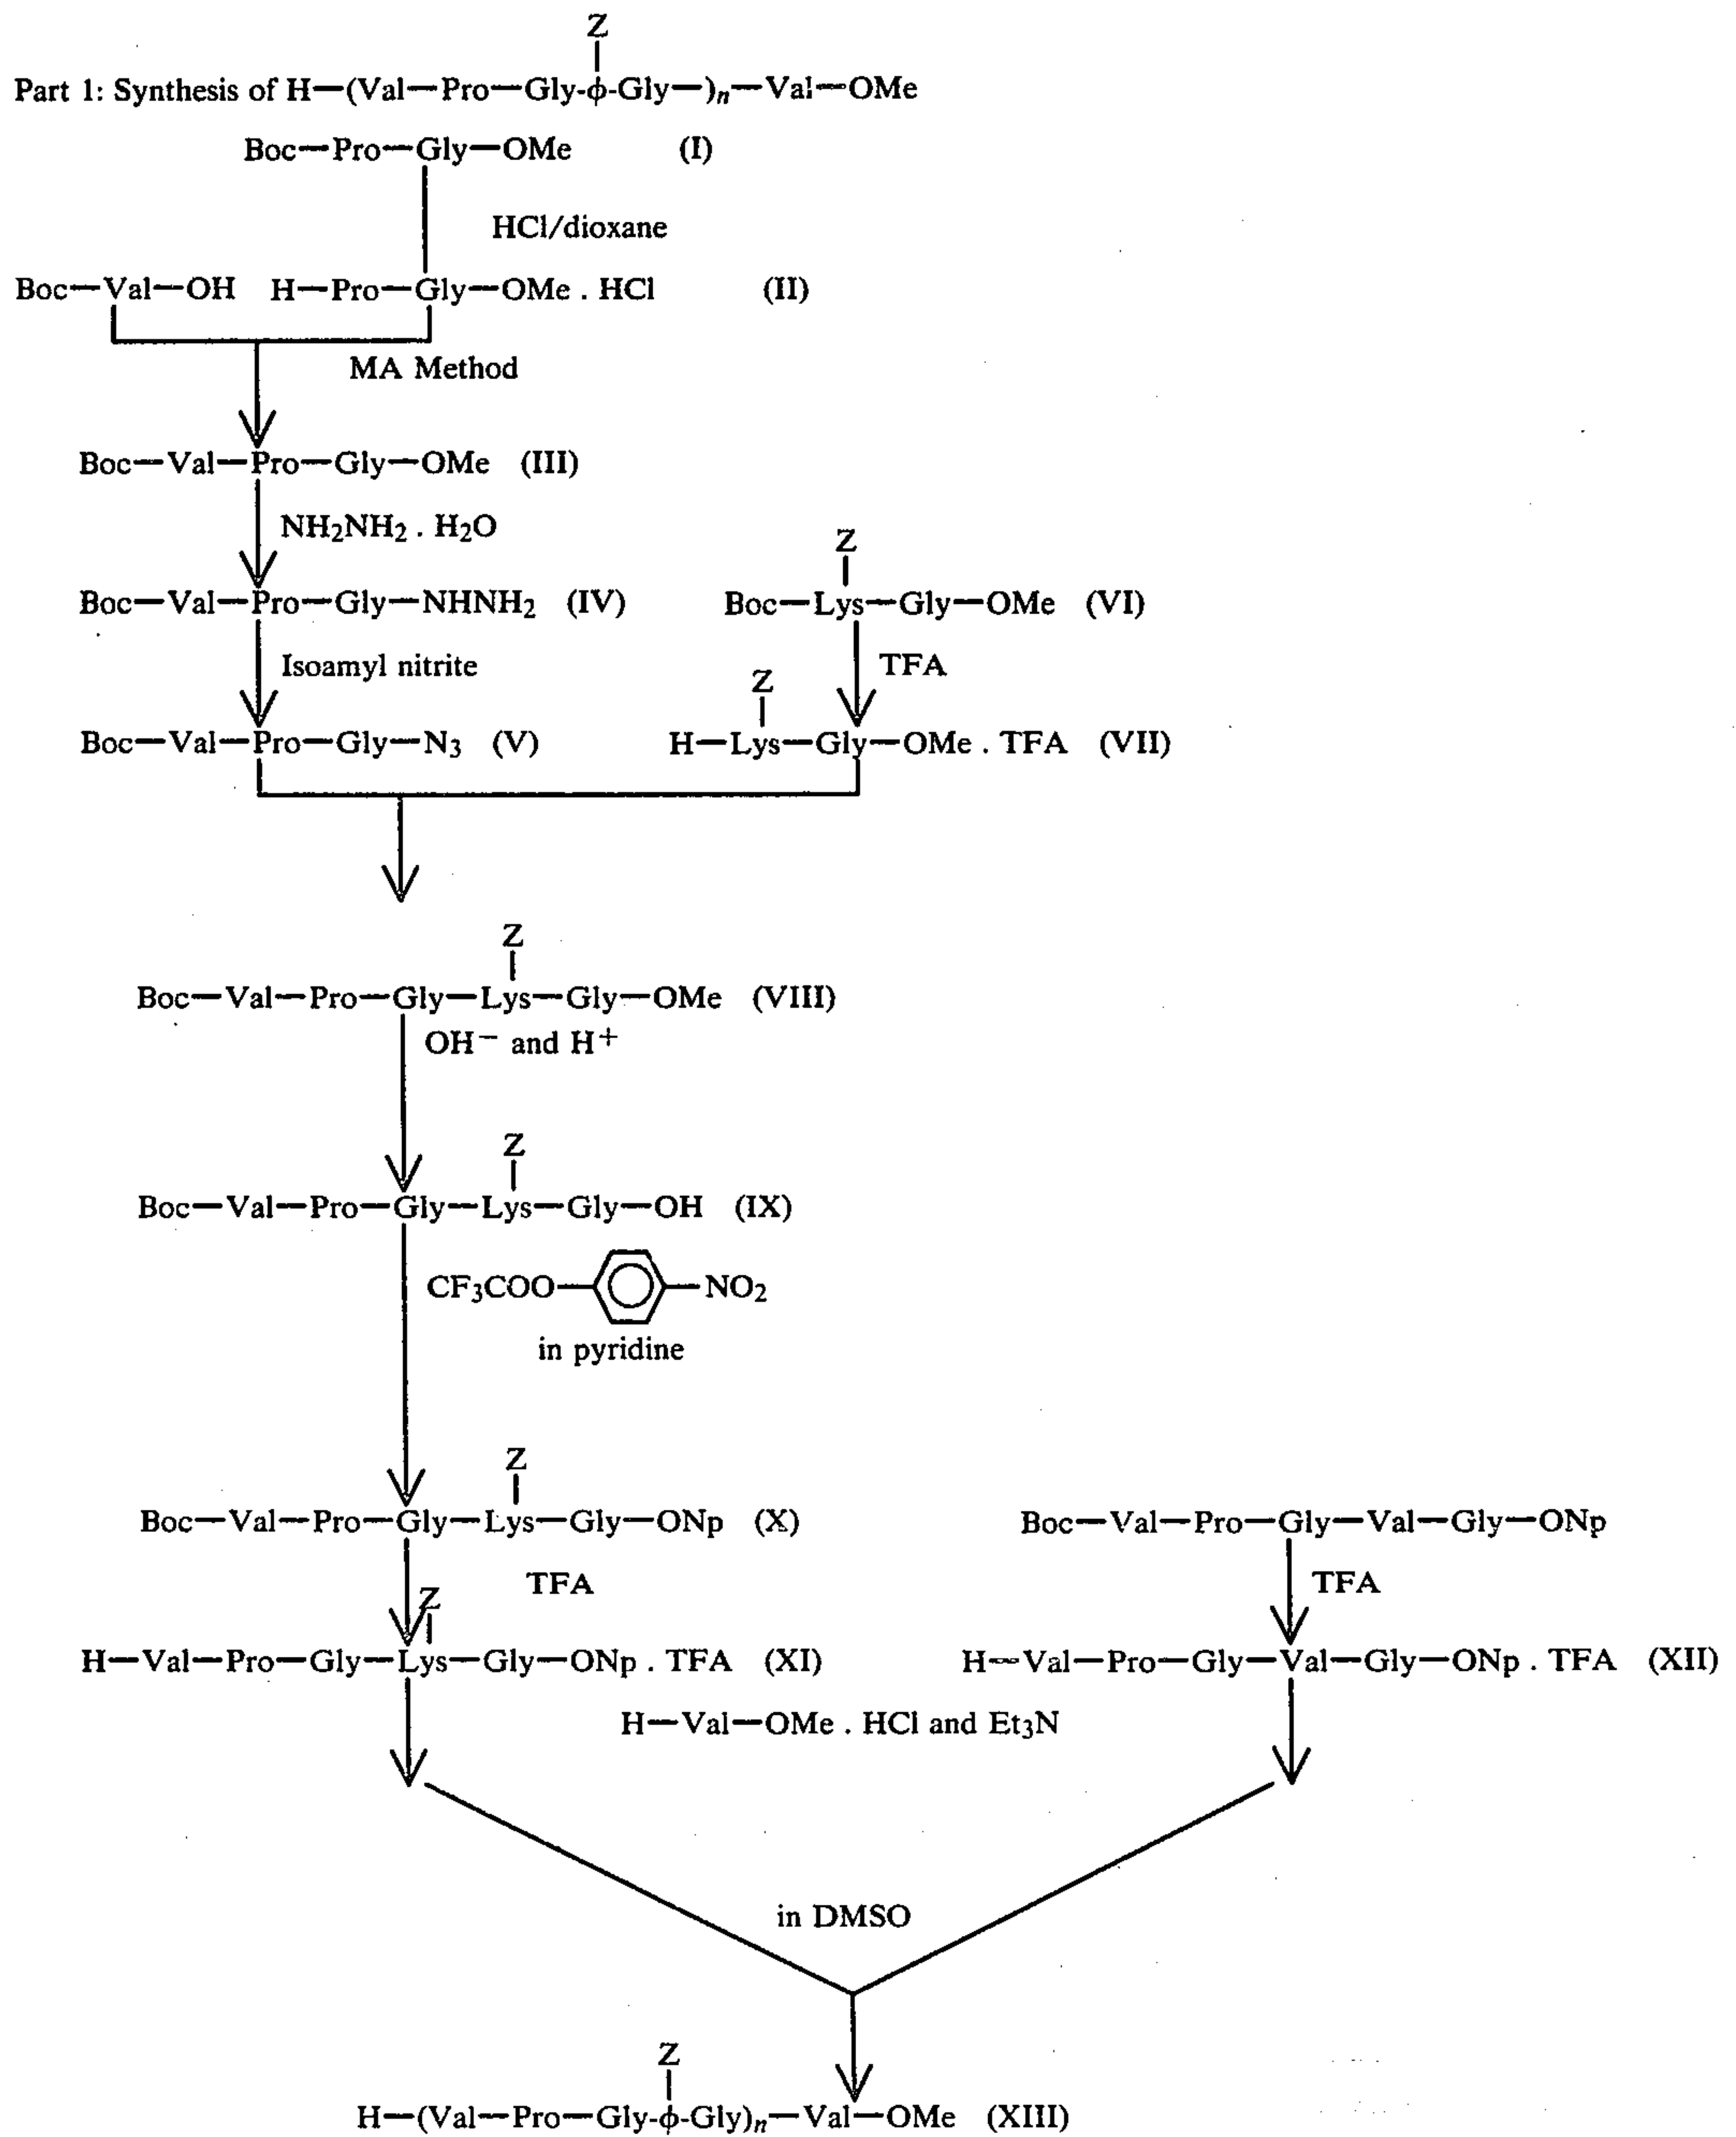 Z
Part 1: Synthesis of H—(Val—Pro—Gly-ϕ-Gly—)n—Val—OMe
Boc—Pro—Gly—OMe (I)
HCl/dioxane
Boc—Val—OH H—Pro—Gly—OMe . HCl (II)
MA Method
Boc—Val—Pro—Gly—OMe (III)
NH2NH2 . H2O
Z
Boc—Val—Pro—Gly—NHNH2 (IV) Boc—Lys—Gly—OMe (VI)
Isoamyl nitrite TFA
Z
Boc—Val—Pro—Gly—N3 (V) H—Lys—Gly—OMe . TFA (VII)
Z
Boc—Val—Pro—Gly—Lys—Gly—OMe (VIII)
OH− and H+
Z
Boc—Val—Pro—Gly—Lys—Gly—OH (IX)
CF3COO— —NO2
in pyridine
Z
Boc—Val—Pro—Gly—Lys—Gly—ONp (X) Boc—Val—Pro—Gly—Val—Gly—ONp
TFA TFA
Z
H—Val—Pro—Gly—Lys—Gly—ONp . TFA (XI) H—Val—Pro—Gly—Val—Gly—ONp . TFA (XII)
H—Val—OMe . HCl and Et3N
in DMSO
Z
H—(Val—Pro—Gly-ϕ-Gly)n—Val—OMe (XIII)